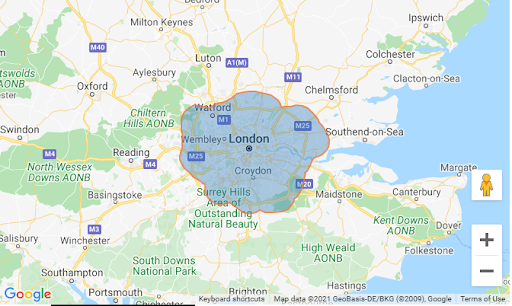 Ipswich
Milton Keynes
M40
A1(M)
Colchester
Luton
M11
Aylesbury
Clacton-on-Sea
otswolds
AONB
Oxford
Chelmsford
Watford
Chiltern
Hills AONB
M1
M25
Swindon
Southend-on-Sea
Wembley
London
Reading
M4
M25
M4
North Wessex
Downs AONB
Croydon
Margate
M20
Basingstoke
Surrey Hills
Area of
Outstanding
Natural Beauty
Maidstone
Canterbury
M3
Kent Downs
AONB
Salisbury
Winchester
High Weald
AONB
Folkestone
South Downs
National Park
Southampton
Hastings
Google
Portsmouth
Brighton
Keyboard shortcuts
Map data ©2021 GeoBasis-DE/BKG (©2009), Google
Terms of Use